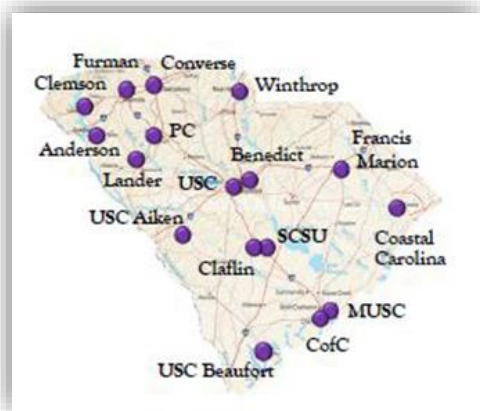 Furman
Converse
Clemson
Winthrop
PC
Francis
Marion
Anderson
Benedict
Lander
USC
USC Aiken
SCSU
Coastal
Carolina
Claflin
MUSC
CofC
USC Beaufort